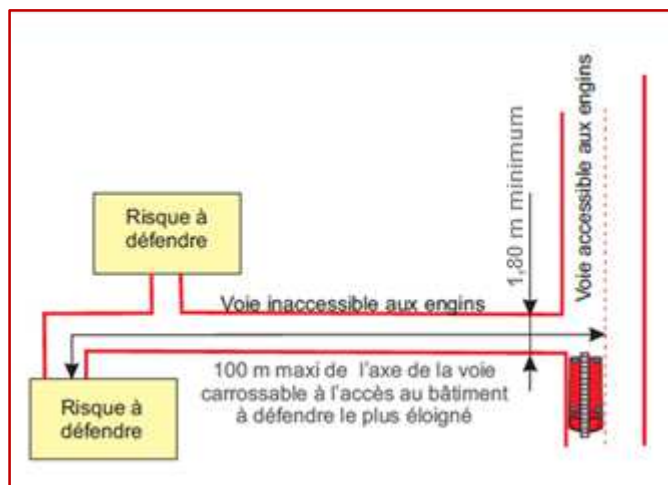 Risque à
défendre
Voie inaccessible aux engins
1,80 m minimum
Voie accessible aux engins
100 m maxi de l'axe de la voie
carrossable à l'accès au bâtiment
à défendre le plus éloigné
Risque à
défendre